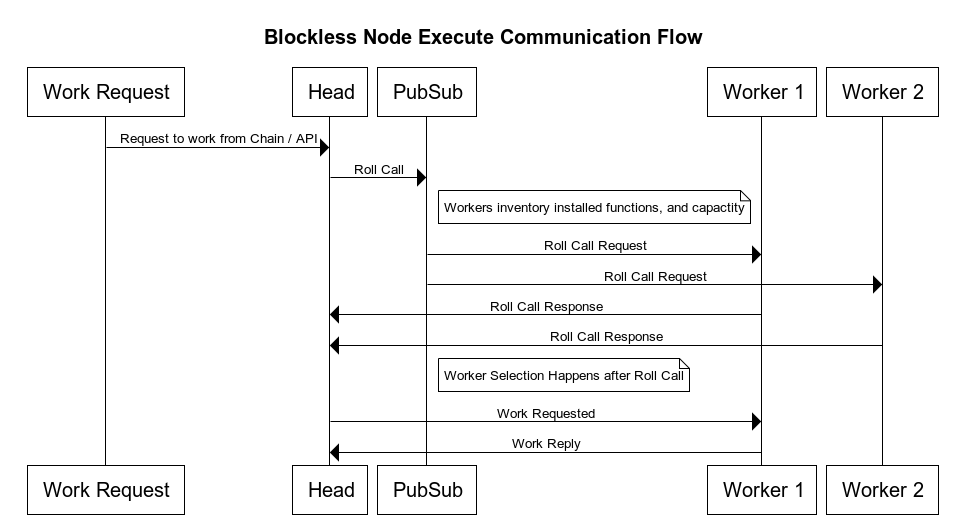 Blockless Node Execute Communication Flow
Work Request Head PubSub Worker 1 Worker 2
Request to work from Chain / API
Roll Call
Workers inventory installed functions, and capactity
Roll Call Request
Roll Call Request
Roll Call Response
Roll Call Response
Worker Selection Happens after Roll Call
Work Requested
Work Reply
Work Request Head PubSub Worker 1 Worker 2